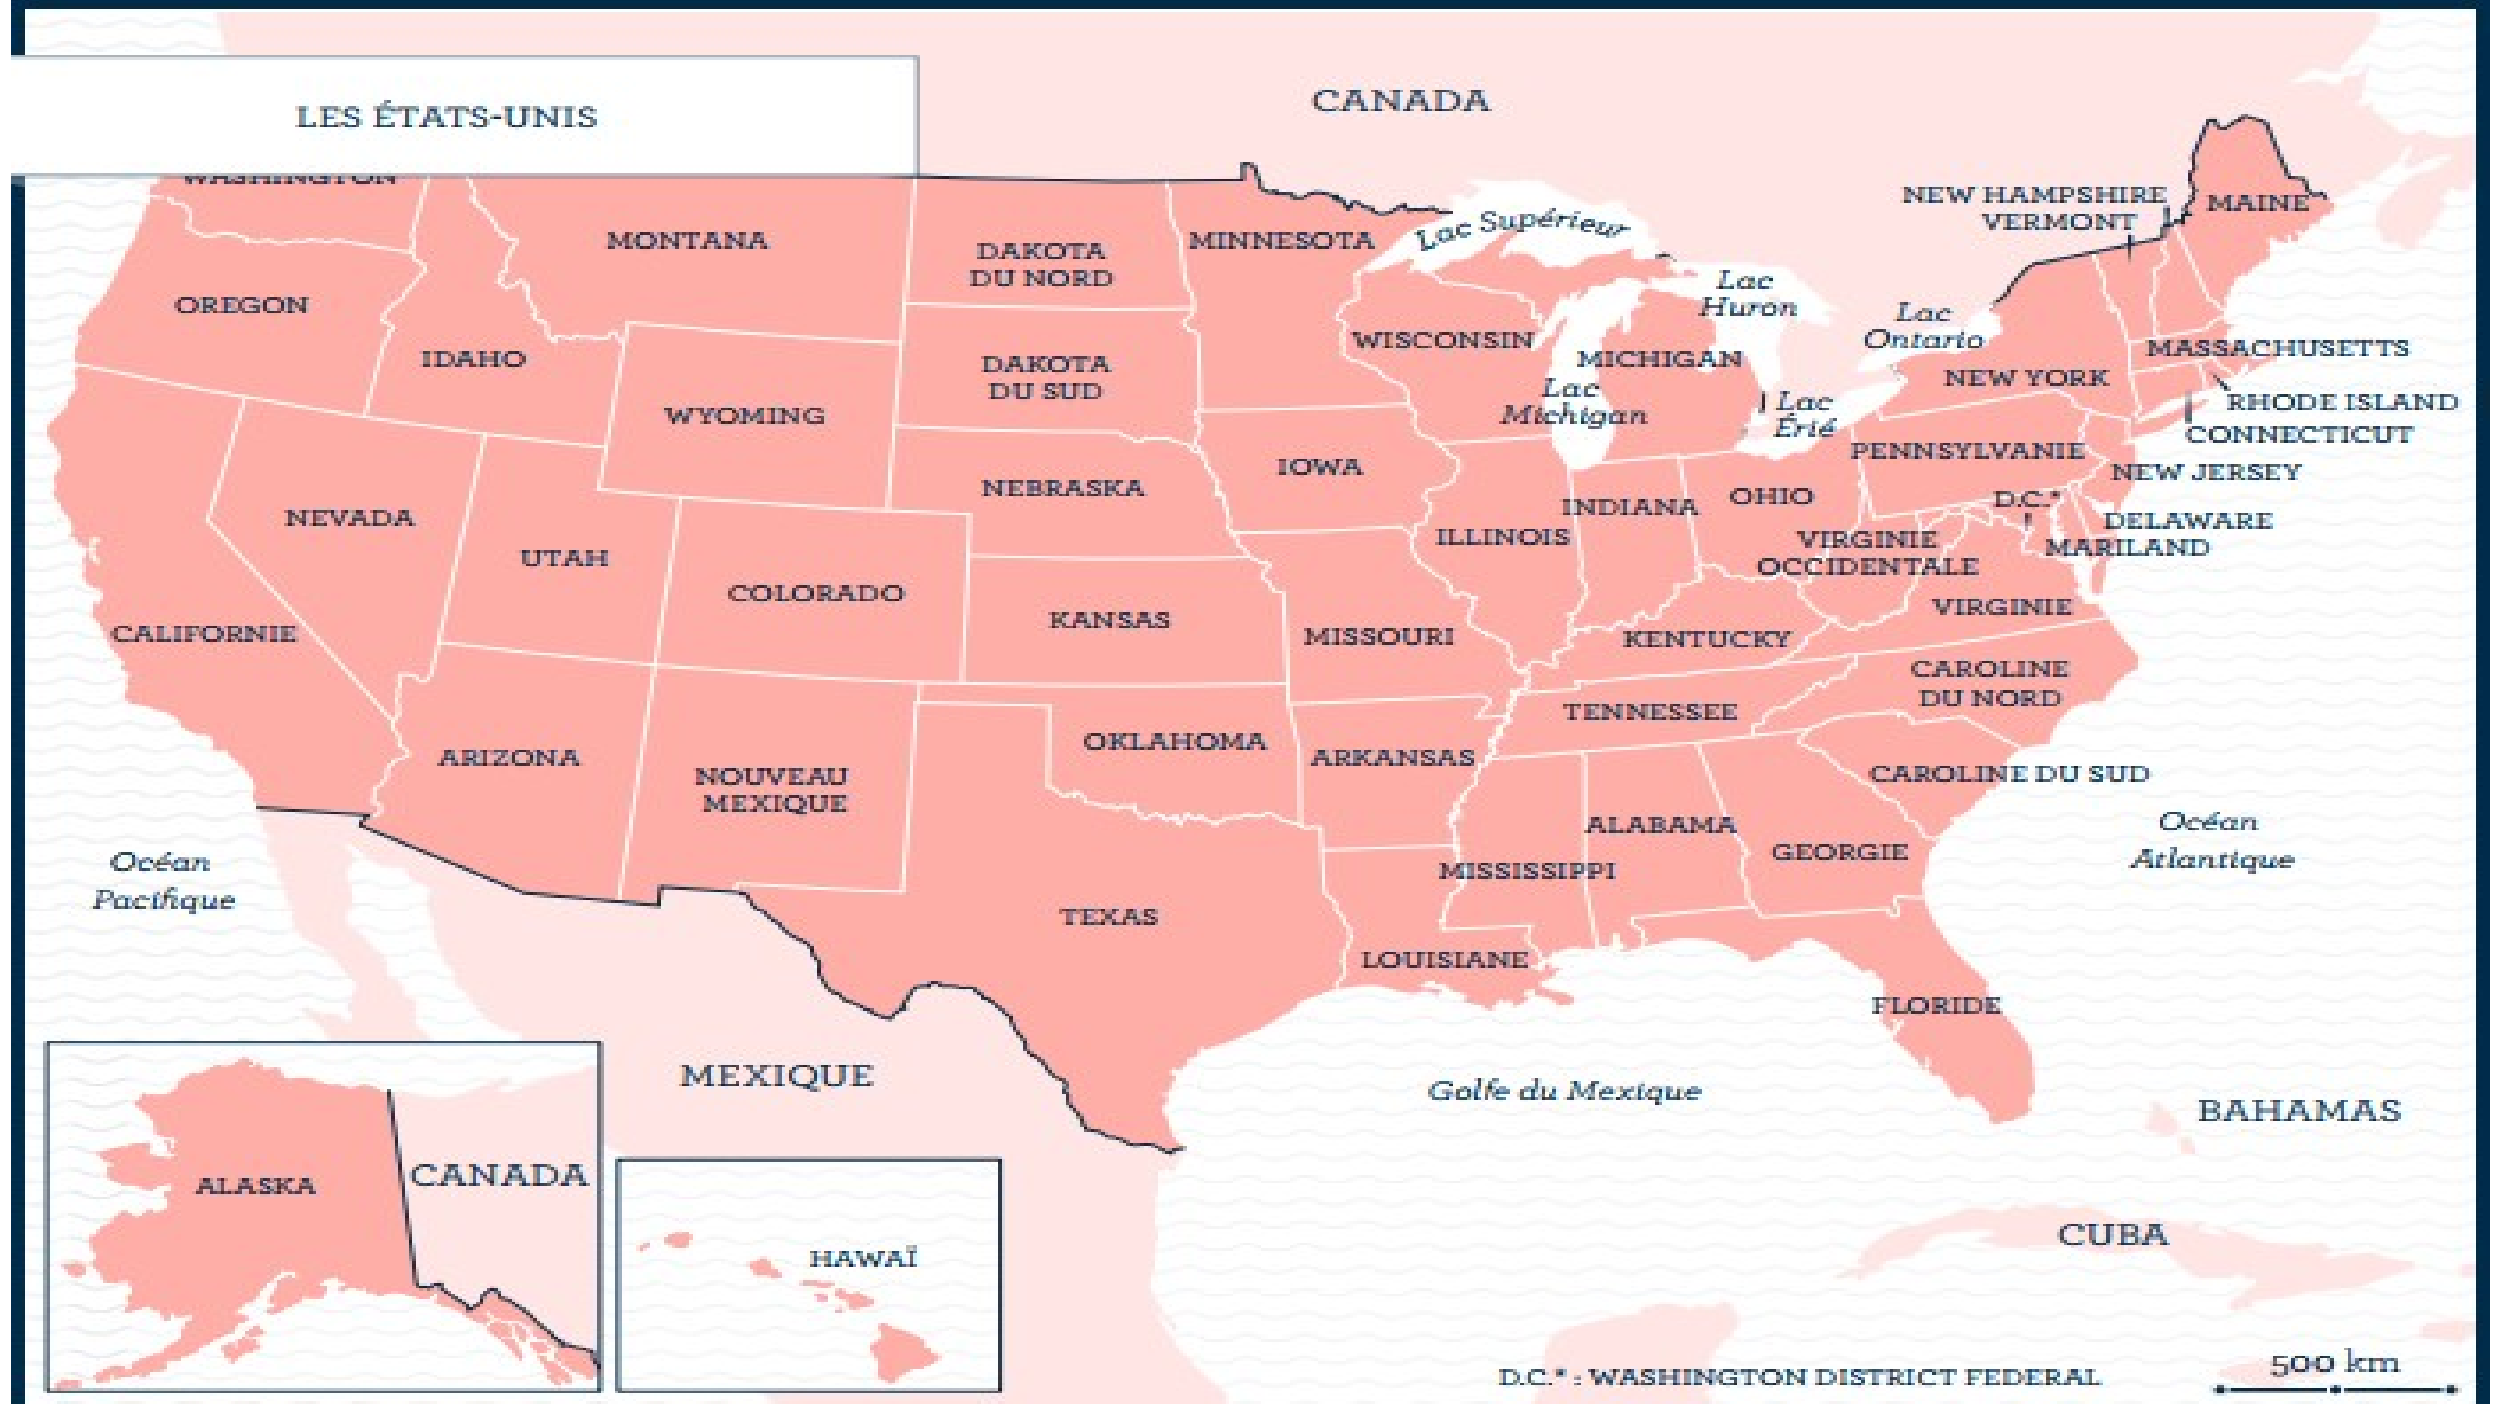 LES ÉTATS-UNIS
CANADA
WASHINGTON
MONTANA
DAKOTA
DU NORD
MINNESOTA
Lac Supérieur
NEW HAMPSHIRE
VERMONT
MAINE
OREGON
IDAHO
WYOMING
DAKOTA
DU SUD
WISCONSIN
MICHIGAN
Lac
Huron
Lac
Ontario
Lac
Michigan
Lac
Érié
NEW YORK
MASSACHUSETTS
RHODE ISLAND
CONNECTICUT
PENNSYLVANIE
NEW JERSEY
D.C.*
DELAWARE
MARILAND
NEVADA
UTAH
COLORADO
NEBRASKA
IOWA
ILLINOIS
INDIANA
OHIO
VIRGINIE
OCCIDENTALE
VIRGINIE
CALIFORNIE
KANSAS
MISSOURI
KENTUCKY
CAROLINE
DU NORD
TENNESSEE
ARIZONA
NOUVEAU
MEXIQUE
OKLAHOMA
ARKANSAS
CAROLINE DU SUD
ALABAMA
GEORGIE
MISSISSIPPI
Océan
Atlantique
Océan
Pacifique
TEXAS
LOUISIANE
FLORIDE
MEXIQUE
Golfe du Mexique
BAHAMAS
ALASKA
CANADA
HAWAÏ
CUBA
D.C.* : WASHINGTON DISTRICT FEDERAL
500 km